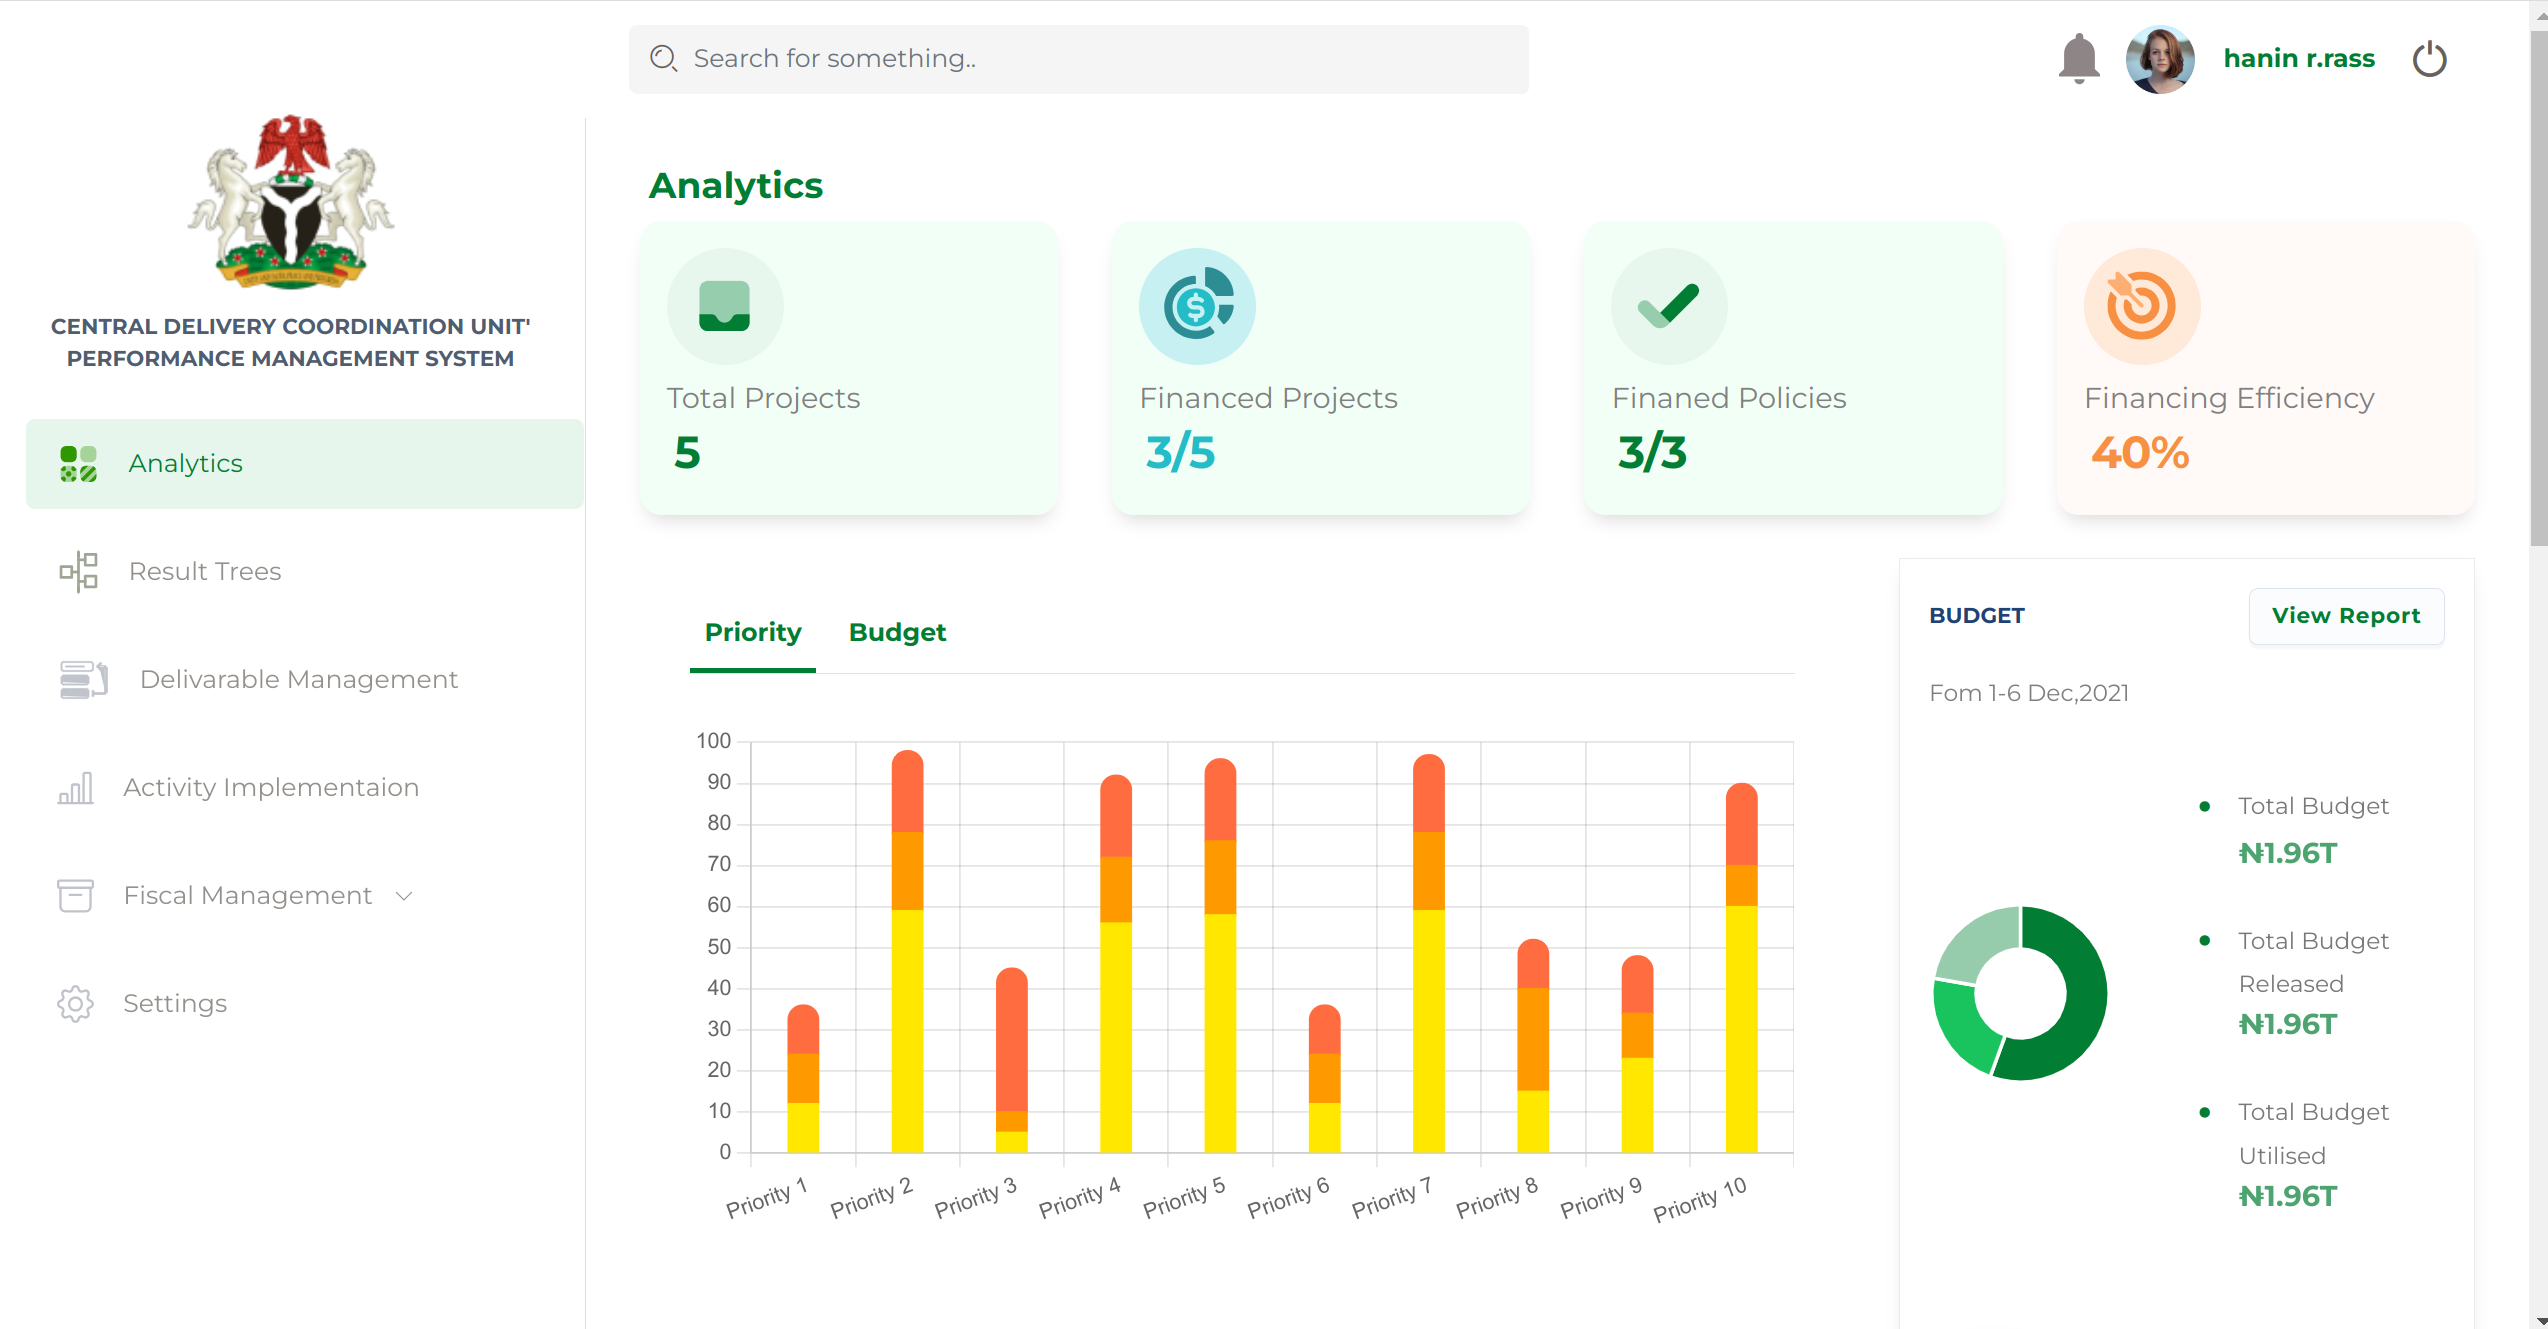 Search for something..
hanin r.rass
CENTRAL DELIVERY COORDINATION UNIT'
PERFORMANCE MANAGEMENT SYSTEM
Analytics
Result Trees
Delivarable Management
Activity Implementaion
Fiscal Management
Settings
Analytics
Total Projects
5
Financed Projects
3/5
Finaned Policies
3/3
Financing Efficiency
40%
Priority
Budget
100
90
80
70
60
50
40
30
20
10
0
Priority 1
Priority 2
Priority 3
Priority 4
Priority 5
Priority 6
Priority 7
Priority 8
Priority 9
Priority 10
BUDGET
View Report
Fom 1-6 Dec,2021
Total Budget
₦1.96T
Total Budget
Released
₦1.96T
Total Budget
Utilised
₦1.96T